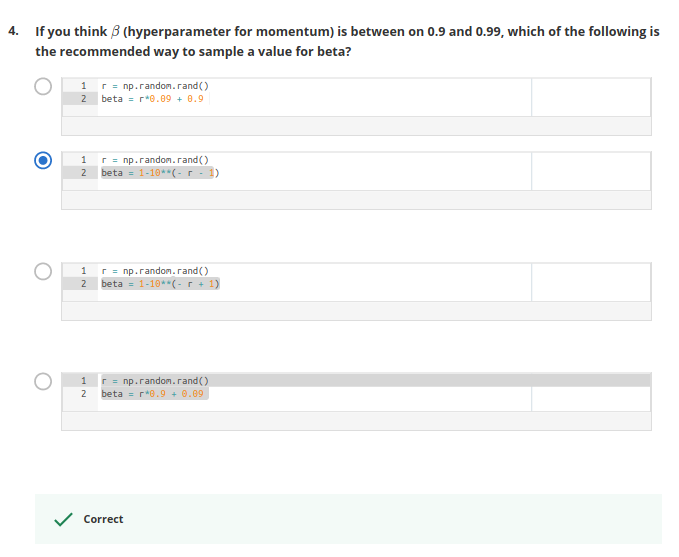 4. If you think β (hyperparameter for momentum) is between on 0.9 and 0.99, which of the following is
the recommended way to sample a value for beta?
1 r = np.random.rand()
2 beta = r*0.09 + 0.9
1 r = np.random.rand()
2 beta = 1-10**(- r - 1)
1 r = np.random.rand()
2 beta = 1-10**(- r + 1)
1 r = np.random.rand()
2 beta = r*0.9 + 0.09
Correct